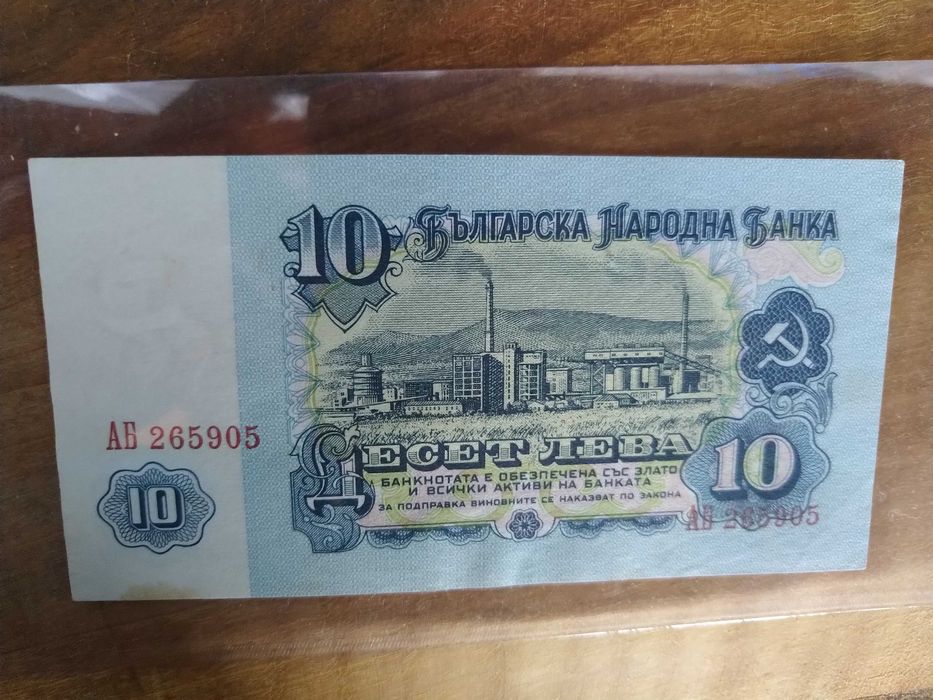 10 Българска Народна Банка
АБ 265905
10
Десет лева
10
БАНКНОТАТА Е ОБЕЗПЕЧЕНА СЪС ЗЛАТО
И ВСИЧКИ АКТИВИ НА БАНКАТА
ЗА ПОДПРАВКА ВИНОВНИТЕ СЕ НАКАЗВАТ ПО ЗАКОНА
АБ 265905